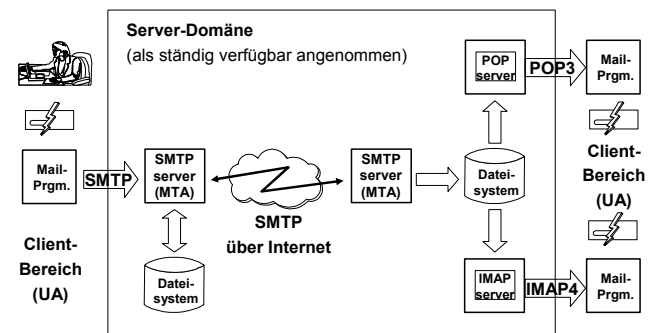 Server-Domäne
(als ständig verfügbar angenommen)
POP
server
POP3
Mail-
Prgm.
Mail-
Prgm.
SMTP
SMTP
server
(MTA)
SMTP
über Internet
SMTP
server
(MTA)
Datei-
system
Client-
Bereich
(UA)
Client-
Bereich
(UA)
Datei-
system
IMAP
server
IMAP4
Mail-
Prgm.